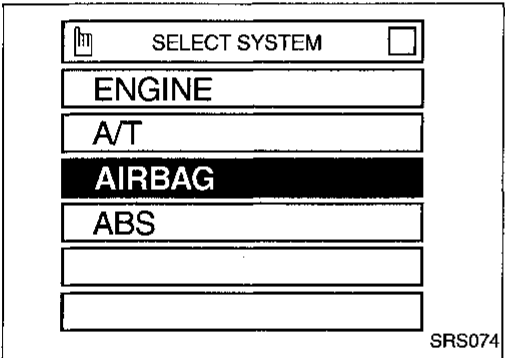 SELECT SYSTEM
ENGINE
A/T
AIRBAG
ABS
SRS074